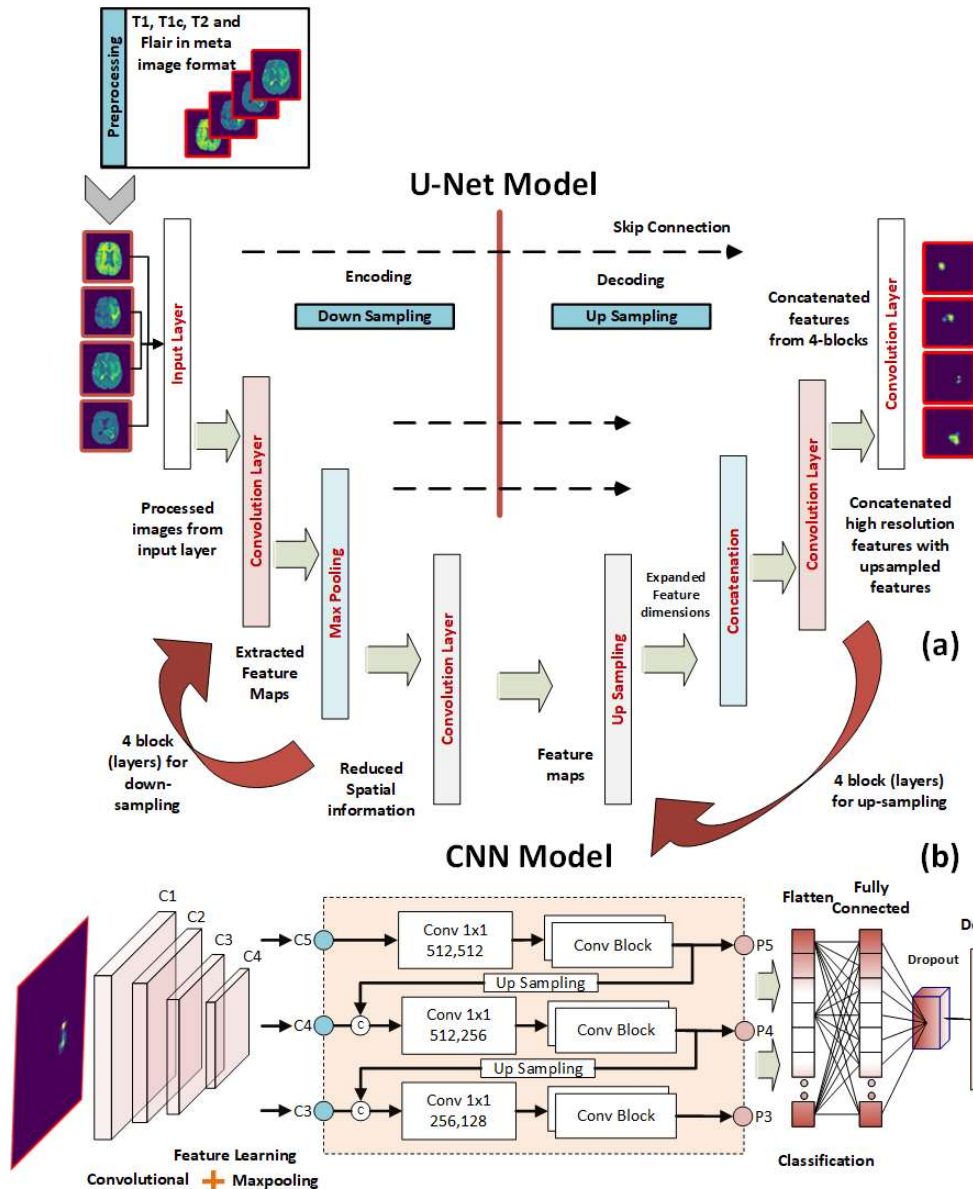 Preprocessing
T1, T1c, T2 and
Flair in meta
image format
U-Net Model
Skip Connection
Encoding
Decoding
Down Sampling
Up Sampling
Input Layer
Concatenated
features
from 4-blocks
Convolution Layer
Processed
images from
input layer
Convolution Layer
Max Pooling
Convolution Layer
Up Sampling
Expanded
Feature
dimensions
Concatenation
Convolution Layer
Concatenated
high resolution
features with
upsampled
features
(a)
Extracted
Feature
Maps
4 block
(layers) for
down-
sampling
Reduced
Spatial
information
Feature
maps
4 block (layers)
for up-sampling
CNN Model
(b)
C1
C2
C3
C4
C5
Conv 1x1
512,512
Conv Block
P5
Up Sampling
C4
c
Conv 1x1
512,256
Conv Block
P4
Up Sampling
C3
c
Conv 1x1
256,128
Conv Block
P3
Flatten
Fully
Connected
Dropout
Feature Learning
Convolutional + Maxpooling
Classification